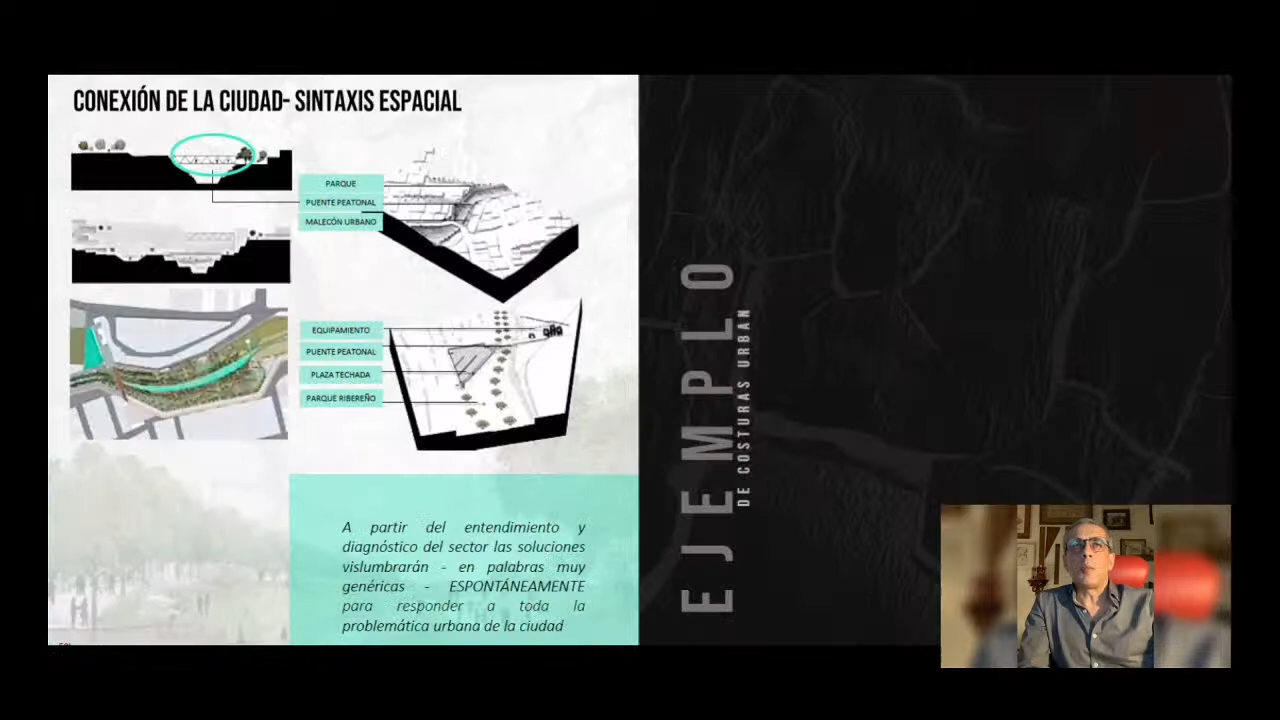 CONEXIÓN DE LA CIUDAD- SINTAXIS ESPACIAL
PARQUE
PUENTE PEATONAL
MALECÓN URBANO
EQUIPAMIENTO
PUENTE PEATONAL
PLAZA TECHADA
PARQUE RIBEREÑO
A partir del entendimiento y
diagnóstico del sector las soluciones
vislumbrarán - en palabras muy
genéricas - ESPONTÁNEAMENTE
para responder a toda la
problemática urbana de la ciudad
EJEMPLO
DE COSTURAS URBAN